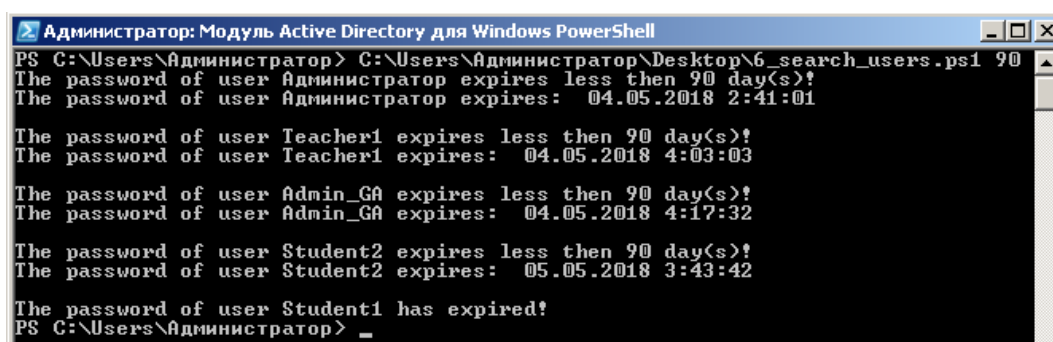 Администратор: Модуль Active Directory для Windows PowerShell
PS C:\Users\Администратор> C:\Users\Администратор\Desktop\6_search_users.ps1 90
The password of user Администратор expires less then 90 day(s)!
The password of user Администратор expires:  04.05.2018 2:41:01
The password of user Teacher1 expires less then 90 day(s)!
The password of user Teacher1 expires:  04.05.2018 4:03:03
The password of user Admin_GA expires less then 90 day(s)!
The password of user Admin_GA expires:  04.05.2018 4:17:32
The password of user Student2 expires less then 90 day(s)!
The password of user Student2 expires:  05.05.2018 3:43:42
The password of user Student1 has expired!
PS C:\Users\Администратор> _